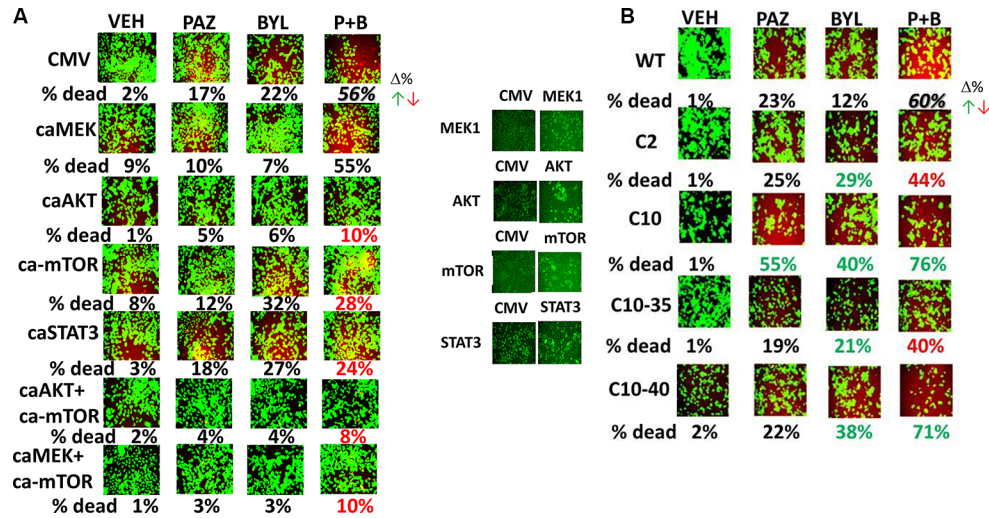 A
VEH PAZ BYL P+B
CMV
% dead 2% 17% 22% 56%
Δ%
↑↓
caMEK
% dead 9% 10% 7% 55%
caAKT
% dead 1% 5% 6% 10%
ca-mTOR
% dead 8% 12% 32% 28%
caSTAT3
% dead 3% 18% 27% 24%
caAKT+
ca-mTOR
% dead 2% 4% 4% 8%
caMEK+
ca-mTOR
% dead 1% 3% 3% 10%
CMV MEK1
MEK1
CMV AKT
AKT
CMV mTOR
mTOR
CMV STAT3
STAT3
B
VEH PAZ BYL P+B
WT
% dead 1% 23% 12% 60%
Δ%
↑↓
C2
% dead 1% 25% 29% 44%
C10
% dead 1% 55% 40% 76%
C10-35
% dead 1% 19% 21% 40%
C10-40
% dead 2% 22% 38% 71%